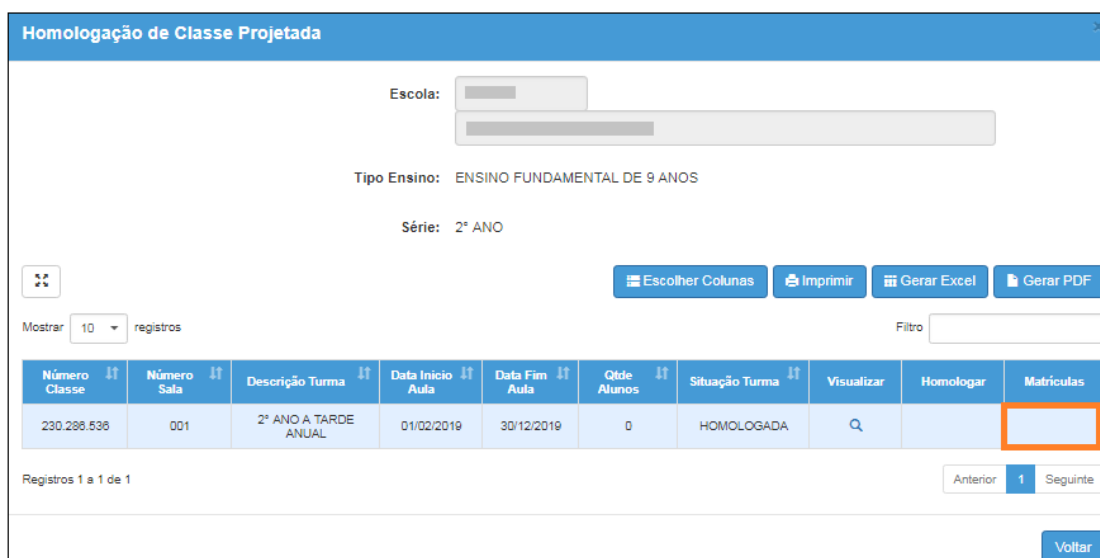 Homologação de Classe Projetada
×
Escola:
Tipo Ensino: ENSINO FUNDAMENTAL DE 9 ANOS
Série: 2° ANO
Escolher Colunas Imprimir Gerar Excel Gerar PDF
Mostrar 10 registros Filtro
Número Classe Número Sala Descrição Turma Data Inicio Aula Data Fim Aula Qtde Alunos Situação Turma Visualizar Homologar Matrículas
230.286.536 001 2° ANO A TARDE ANUAL 01/02/2019 30/12/2019 0 HOMOLOGADA
Registros 1 a 1 de 1 Anterior 1 Seguinte
Voltar